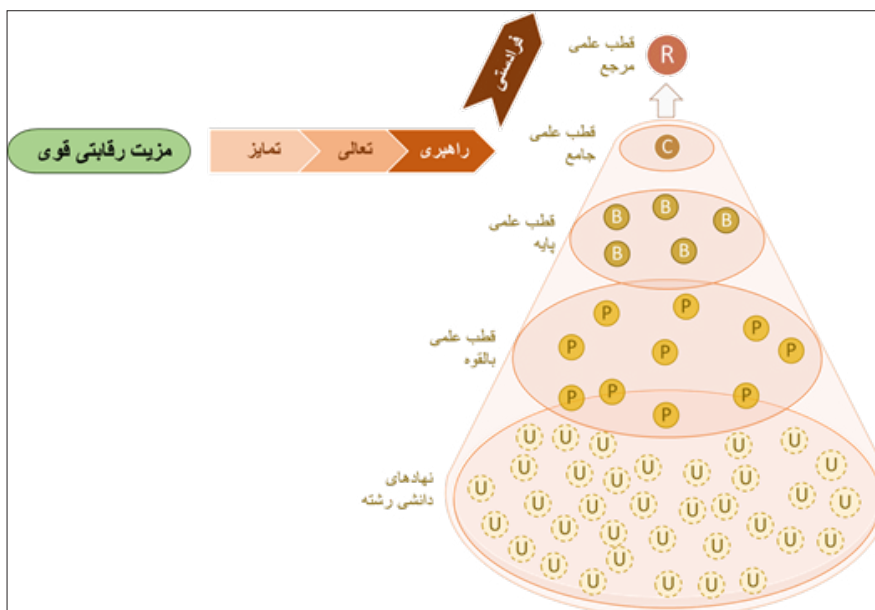 قطب علمی
مرجع
R
فرادستی
قطب علمی
جامع
C
راهبری
تعالی
تمایز
مزیت رقابتی قوی
قطب علمی
پایه
B B B
B B
قطب علمی
بالقوه
P P P
P P P
P P P
P
نهادهای
دانشی رشته
U U U U U
U U U U U U U
U U U U U U U U
U U U U U U U U
U U U
U U U U